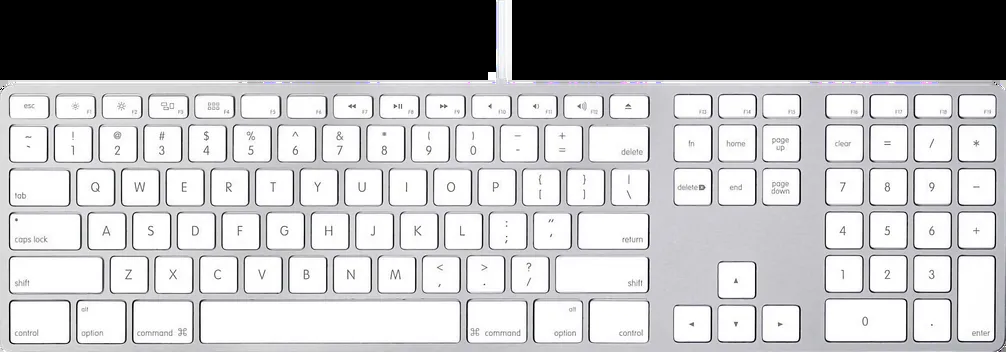 esc F1 F2 F3 F4 F5 F6 F7 F8 F9 F10 F11 F12 F13 F14 F15 F16 F17 F18 F19
~ ` ! 1 @ 2 # 3 $ 4 % 5 ^ 6 & 7 * 8 ( 9 ) 0 _ - + = delete fn home page up clear = / *
tab Q W E R T Y U I O P { [ } ] | \ delete end page down 7 8 9 -
caps lock A S D F G H J K L : ; " ' return 4 5 6 +
shift Z X C V B N M < , > . ? / shift 1 2 3 enter
control alt option command ⌘ ⌘ command alt option control 0 .